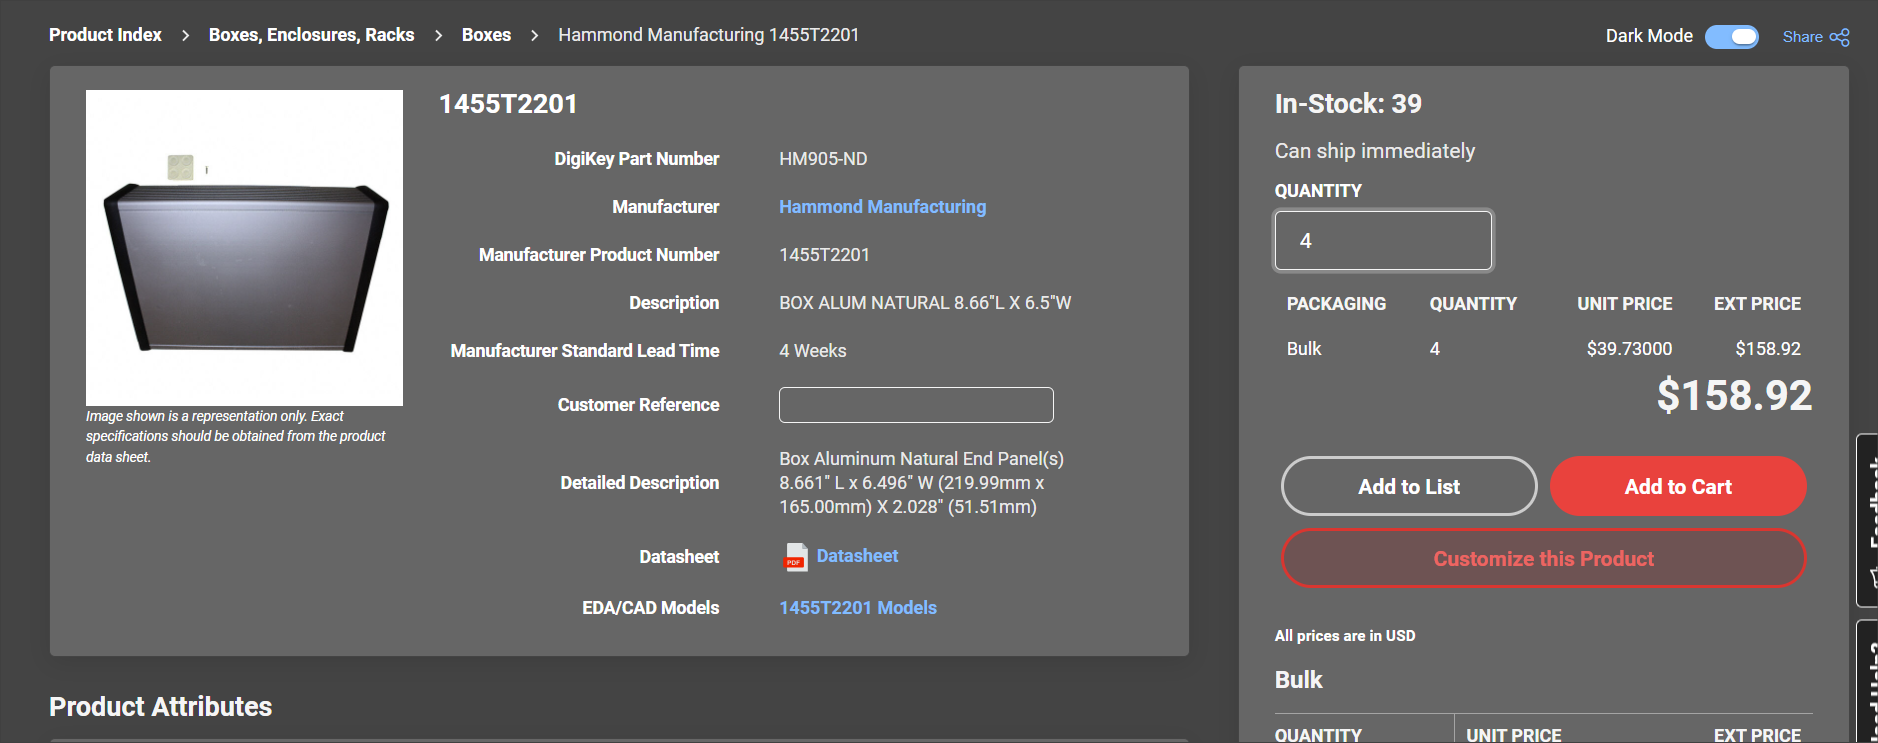 Product Index > Boxes, Enclosures, Racks > Boxes > Hammond Manufacturing 1455T2201
Dark Mode
Share
1455T2201
DigiKey Part Number HM905-ND
Manufacturer Hammond Manufacturing
Manufacturer Product Number 1455T2201
Description BOX ALUM NATURAL 8.66"L X 6.5"W
Manufacturer Standard Lead Time 4 Weeks
Customer Reference
Detailed Description
Box Aluminum Natural End Panel(s)
8.661" L x 6.496" W (219.99mm x
165.00mm) X 2.028" (51.51mm)
Datasheet PDF Datasheet
EDA/CAD Models 1455T2201 Models
Image shown is a representation only. Exact
specifications should be obtained from the product
data sheet.
Product Attributes
In-Stock: 39
Can ship immediately
QUANTITY
4
PACKAGING QUANTITY UNIT PRICE EXT PRICE
Bulk 4 $39.73000 $158.92
$158.92
Add to List
Add to Cart
Customize this Product
All prices are in USD
Bulk
QUANTITY UNIT PRICE EXT PRICE